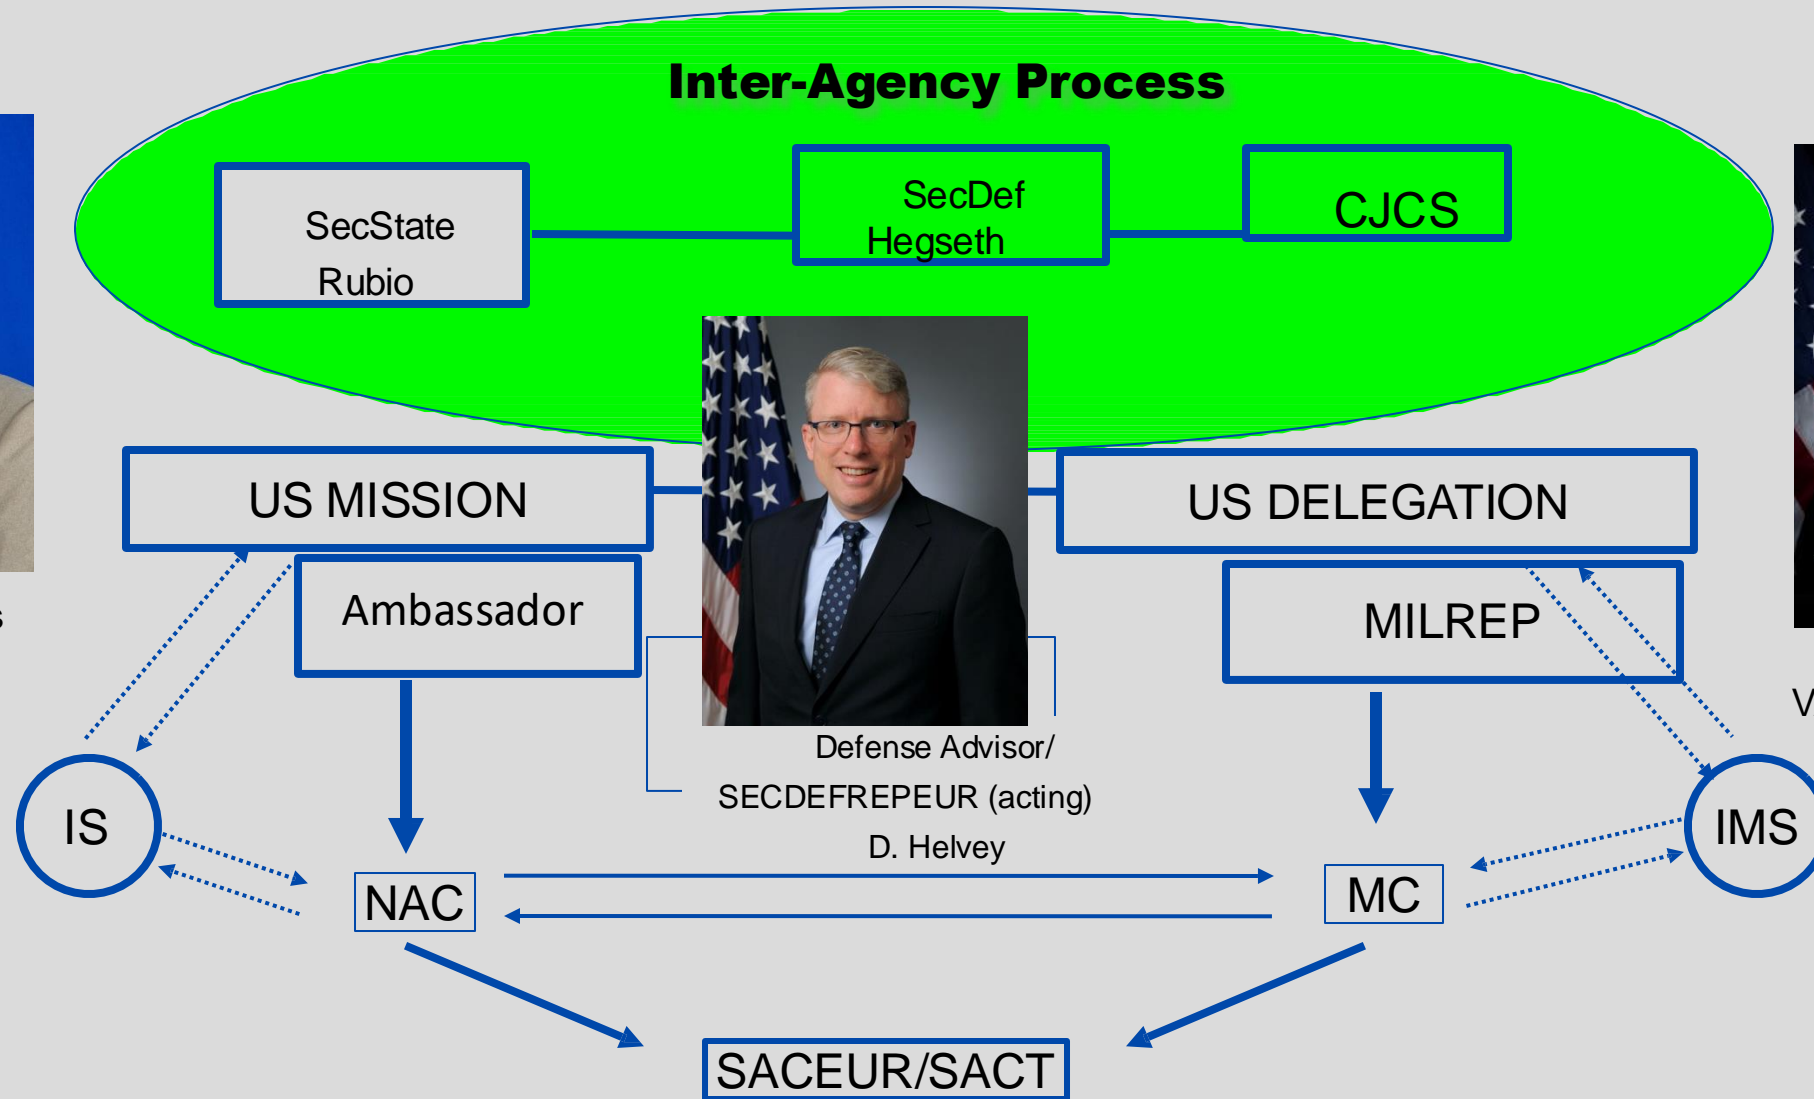 Inter-Agency Process
SecState
Rubio
SecDef
Hegseth
CJCS
US MISSION
US DELEGATION
Ambassador
MILREP
Defense Advisor/
SECDEFREPEUR (acting)
D. Helvey
IS
IMS
NAC
MC
SACEUR/SACT